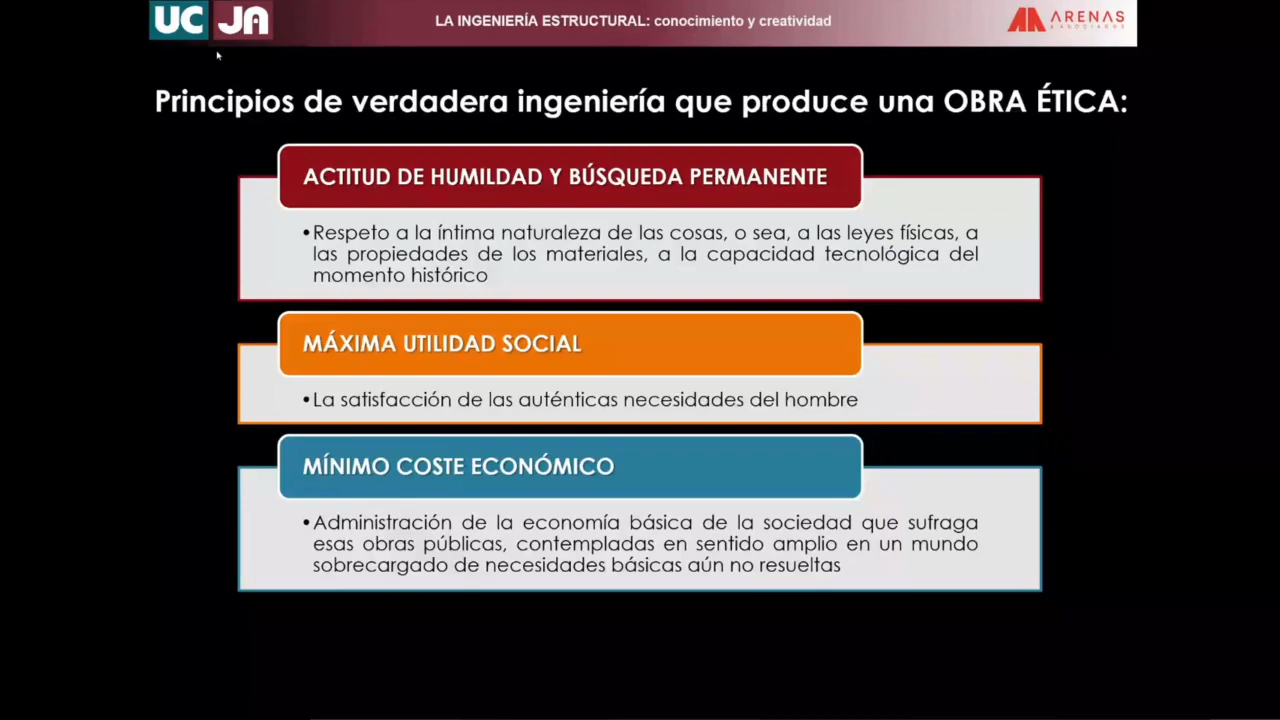 UC JA
LA INGENIERÍA ESTRUCTURAL: conocimiento y creatividad
ARENAS
& ASOCIADOS
Principios de verdadera ingeniería que produce una OBRA ÉTICA:
ACTITUD DE HUMILDAD Y BÚSQUEDA PERMANENTE
•Respeto a la íntima naturaleza de las cosas, o sea, a las leyes físicas, a
las propiedades de los materiales, a la capacidad tecnológica del
momento histórico
MÁXIMA UTILIDAD SOCIAL
•La satisfacción de las auténticas necesidades del hombre
MÍNIMO COSTE ECONÓMICO
•Administración de la economía básica de la sociedad que sufraga
esas obras públicas, contempladas en sentido amplio en un mundo
sobrecargado de necesidades básicas aún no resueltas